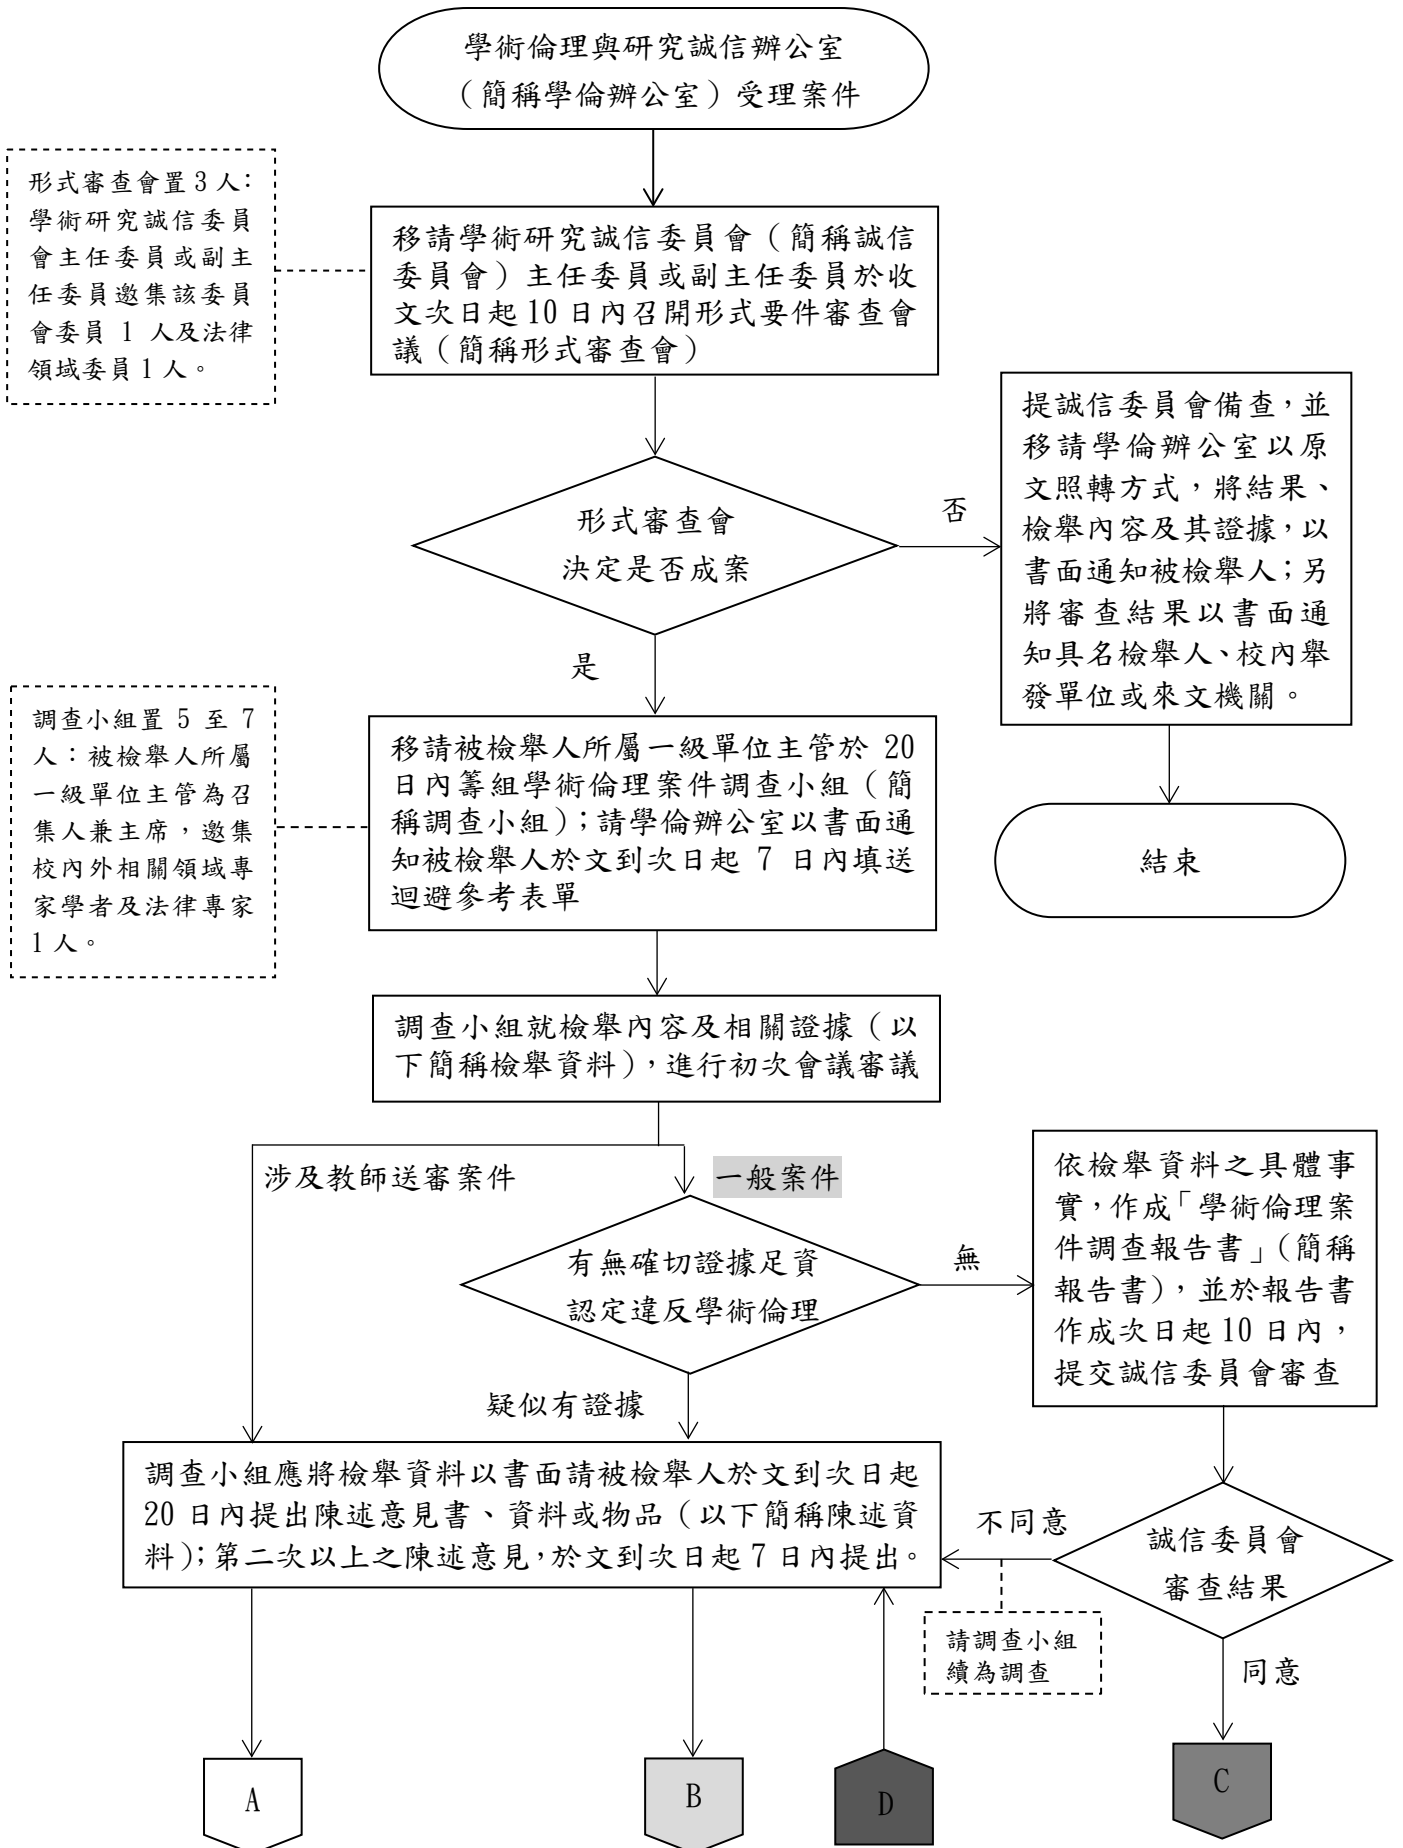 學術倫理與研究誠信辦公室
（簡稱學倫辦公室）受理案件
形式審查會置 3 人：
學術研究誠信委員
會主任委員或副主
任委員邀集該委員
會委員 1 人及法律
領域委員 1 人。
移請學術研究誠信委員會（簡稱誠信
委員會）主任委員或副主任委員於收
文次日起 10 日內召開形式要件審查會
議（簡稱形式審查會）
提誠信委員會備查，並
移請學倫辦公室以原
文照轉方式，將結果、
檢舉內容及其證據，以
書面通知被檢舉人；另
將審查結果以書面通
知具名檢舉人、校內舉
發單位或來文機關。
形式審查會
決定是否成案
否
是
調查小組置 5 至 7
人：被檢舉人所屬
一級單位主管為召
集人兼主席，邀集
校內外相關領域專
家學者及法律專家
1 人。
移請被檢舉人所屬一級單位主管於 20
日內籌組學術倫理案件調查小組（簡
稱調查小組）；請學倫辦公室以書面通
知被檢舉人於文到次日起 7 日內填送
迴避參考表單
結束
調查小組就檢舉內容及相關證據（以
下簡稱檢舉資料），進行初次會議審議
涉及教師送審案件
一般案件
有無確切證據足資
認定違反學術倫理
無
依檢舉資料之具體事
實，作成「學術倫理案
件調查報告書」（簡稱
報告書），並於報告書
作成次日起 10 日內，
提交誠信委員會審查
疑似有證據
調查小組應將檢舉資料以書面請被檢舉人於文到次日起
20 日內提出陳述意見書、資料或物品（以下簡稱陳述資
料）；第二次以上之陳述意見，於文到次日起 7 日內提出。
不同意
誠信委員會
審查結果
請調查小組
續為調查
同意
A
B
D
C